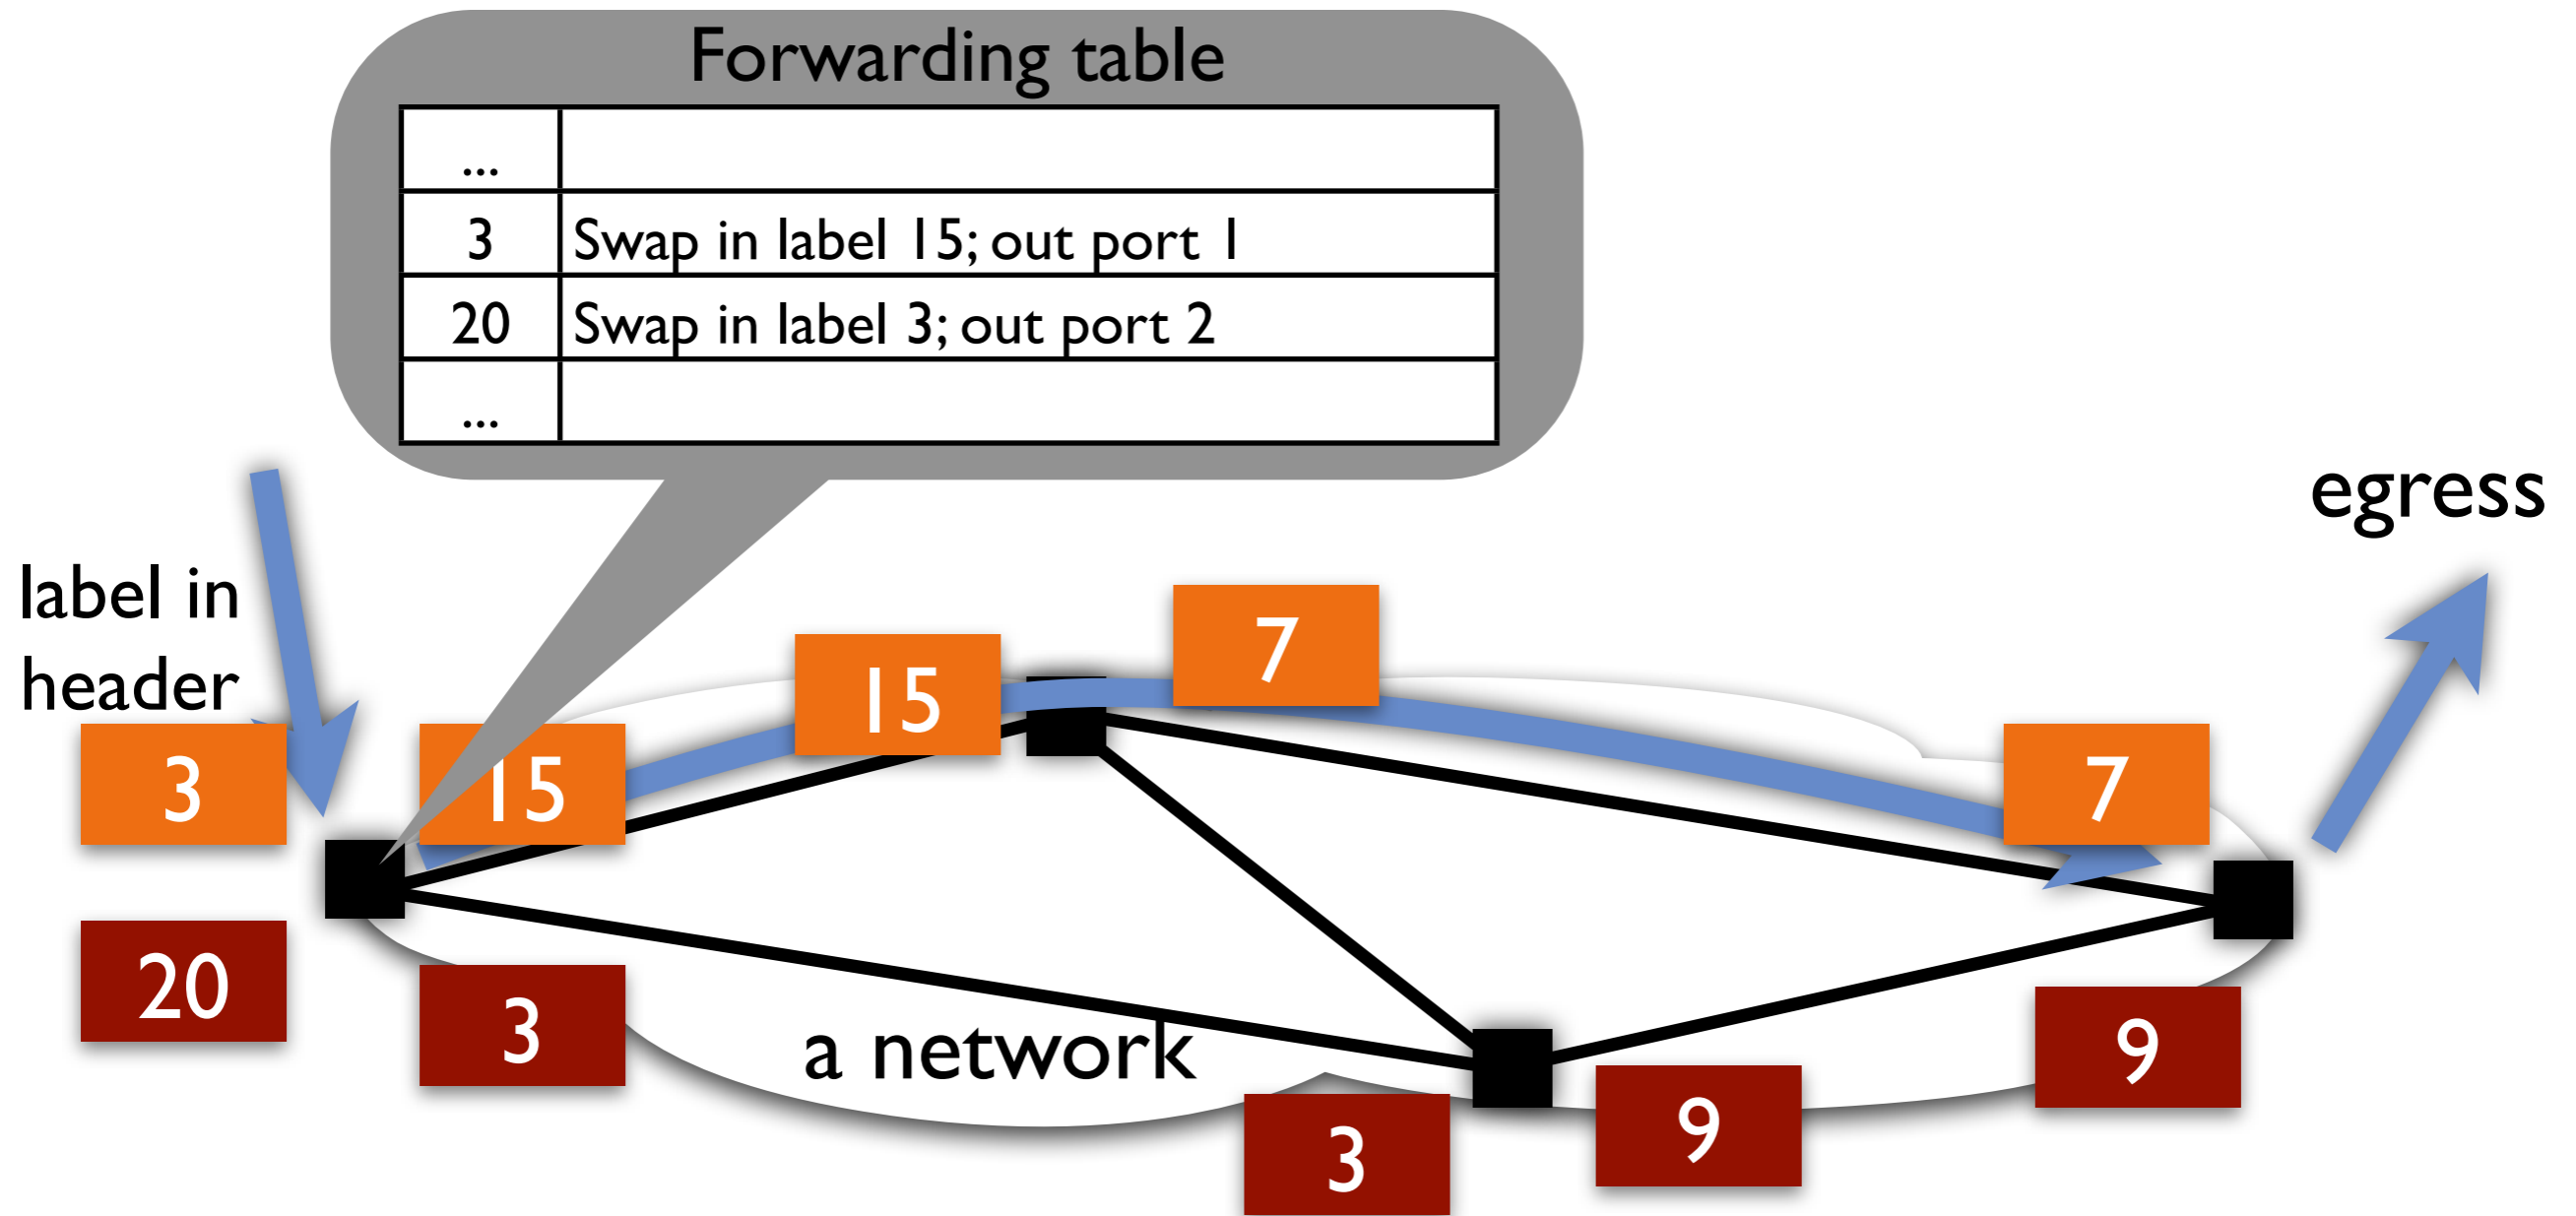 Forwarding table
...
3 Swap in label 15; out port 1
20 Swap in label 3; out port 2
...
egress
label in
header
7
15
3
15
7
20
3
a network
9
9
3